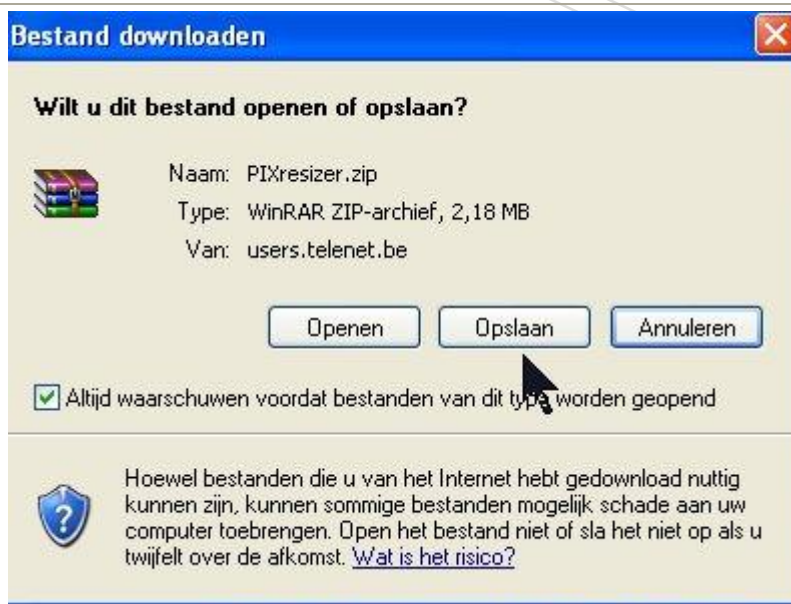 Bestand downloaden
Wilt u dit bestand openen of opslaan?
Naam: PIXresizer.zip
Type: WinRAR ZIP-archief, 2,18 MB
Van: users.telenet.be
Openen Opslaan Annuleren
Altijd waarschuwen voordat bestanden van dit type worden geopend
Hoewel bestanden die u van het Internet hebt gedownload nuttig
kunnen zijn, kunnen sommige bestanden mogelijk schade aan uw
computer toebrengen. Open het bestand niet of sla het niet op als u
twijfelt over de afkomst. Wat is het risico?